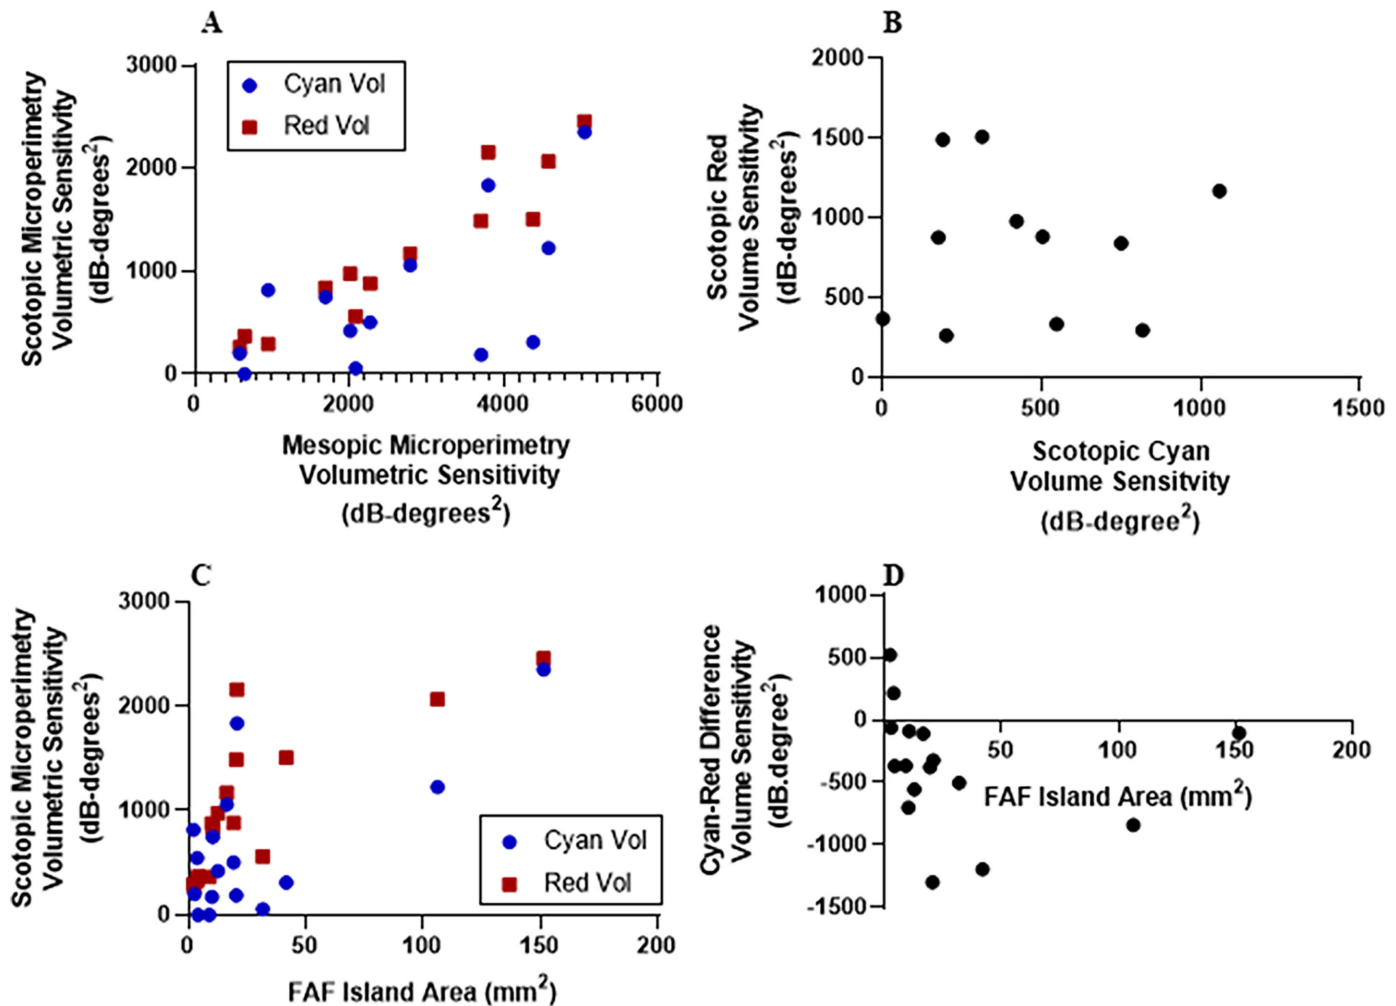 A
Scotopic Microperimetry
Volumetric Sensitivity
(dB-degrees²)
3000
2000
1000
0
Cyan Vol
Red Vol
0 2000 4000 6000
Mesopic Microperimetry
Volumetric Sensitivity
(dB-degrees²)
B
Scotopic Red
Volume Sensitivity
(dB-degrees²)
2000
1500
1000
500
0
0 500 1000 1500
Scotopic Cyan
Volume Sensitvity
(dB-degree²)
C
Scotopic Microperimetry
Volumetric Sensitivity
(dB-degrees²)
3000
2000
1000
0
Cyan Vol
Red Vol
0 50 100 150 200
FAF Island Area (mm²)
D
Cyan-Red Difference
Volume Sensitivity
(dB.degree²)
1000
500
0
-500
-1000
-1500
50 100 150 200
FAF Island Area (mm²)